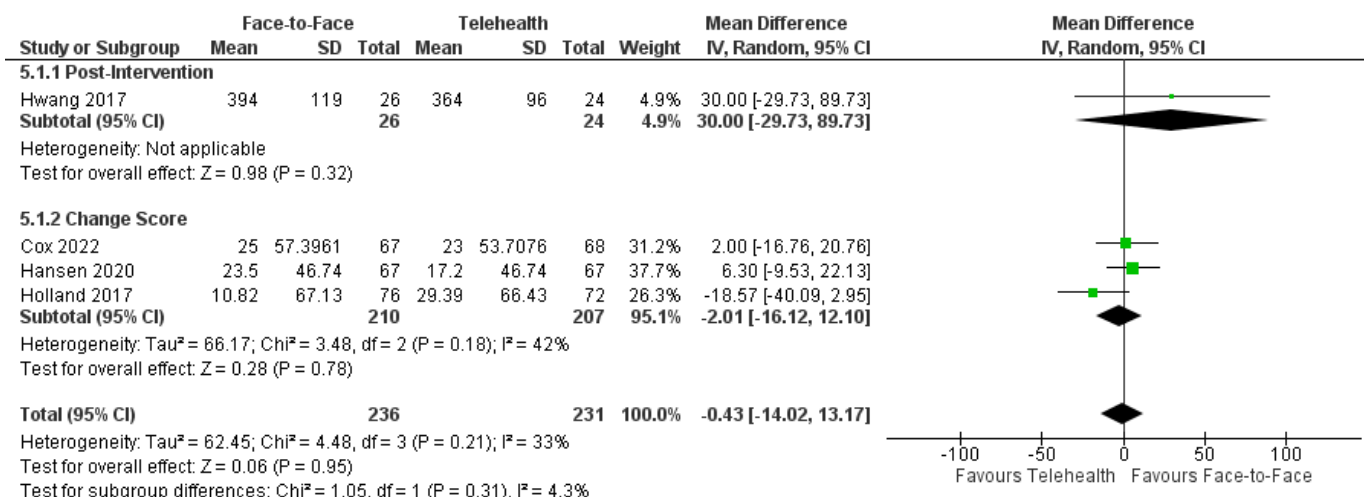 Face-to-Face Telehealth Mean Difference Mean Difference
Study or Subgroup Mean SD Total Mean SD Total Weight IV, Random, 95% CI IV, Random, 95% CI
5.1.1 Post-Intervention
Hwang 2017 394 119 26 364 96 24 4.9% 30.00 [-29.73, 89.73]
Subtotal (95% CI) 26 24 4.9% 30.00 [-29.73, 89.73]
Heterogeneity: Not applicable
Test for overall effect: Z = 0.98 (P = 0.32)
5.1.2 Change Score
Cox 2022 25 57.3961 67 23 53.7076 68 31.2% 2.00 [-16.76, 20.76]
Hansen 2020 23.5 46.74 67 17.2 46.74 67 37.7% 6.30 [-9.53, 22.13]
Holland 2017 10.82 67.13 76 29.39 66.43 72 26.3% -18.57 [-40.09, 2.95]
Subtotal (95% CI) 210 207 95.1% -2.01 [-16.12, 12.10]
Heterogeneity: Tau² = 66.17; Chi² = 3.48, df = 2 (P = 0.18); I² = 42%
Test for overall effect: Z = 0.28 (P = 0.78)
Total (95% CI) 236 231 100.0% -0.43 [-14.02, 13.17]
Heterogeneity: Tau² = 62.45; Chi² = 4.48, df = 3 (P = 0.21); I² = 33%
Test for overall effect: Z = 0.06 (P = 0.95)
Test for subgroup differences: Chi² = 1.05, df = 1 (P = 0.31), I² = 4.3%
-100 -50 0 50 100
Favours Telehealth Favours Face-to-Face